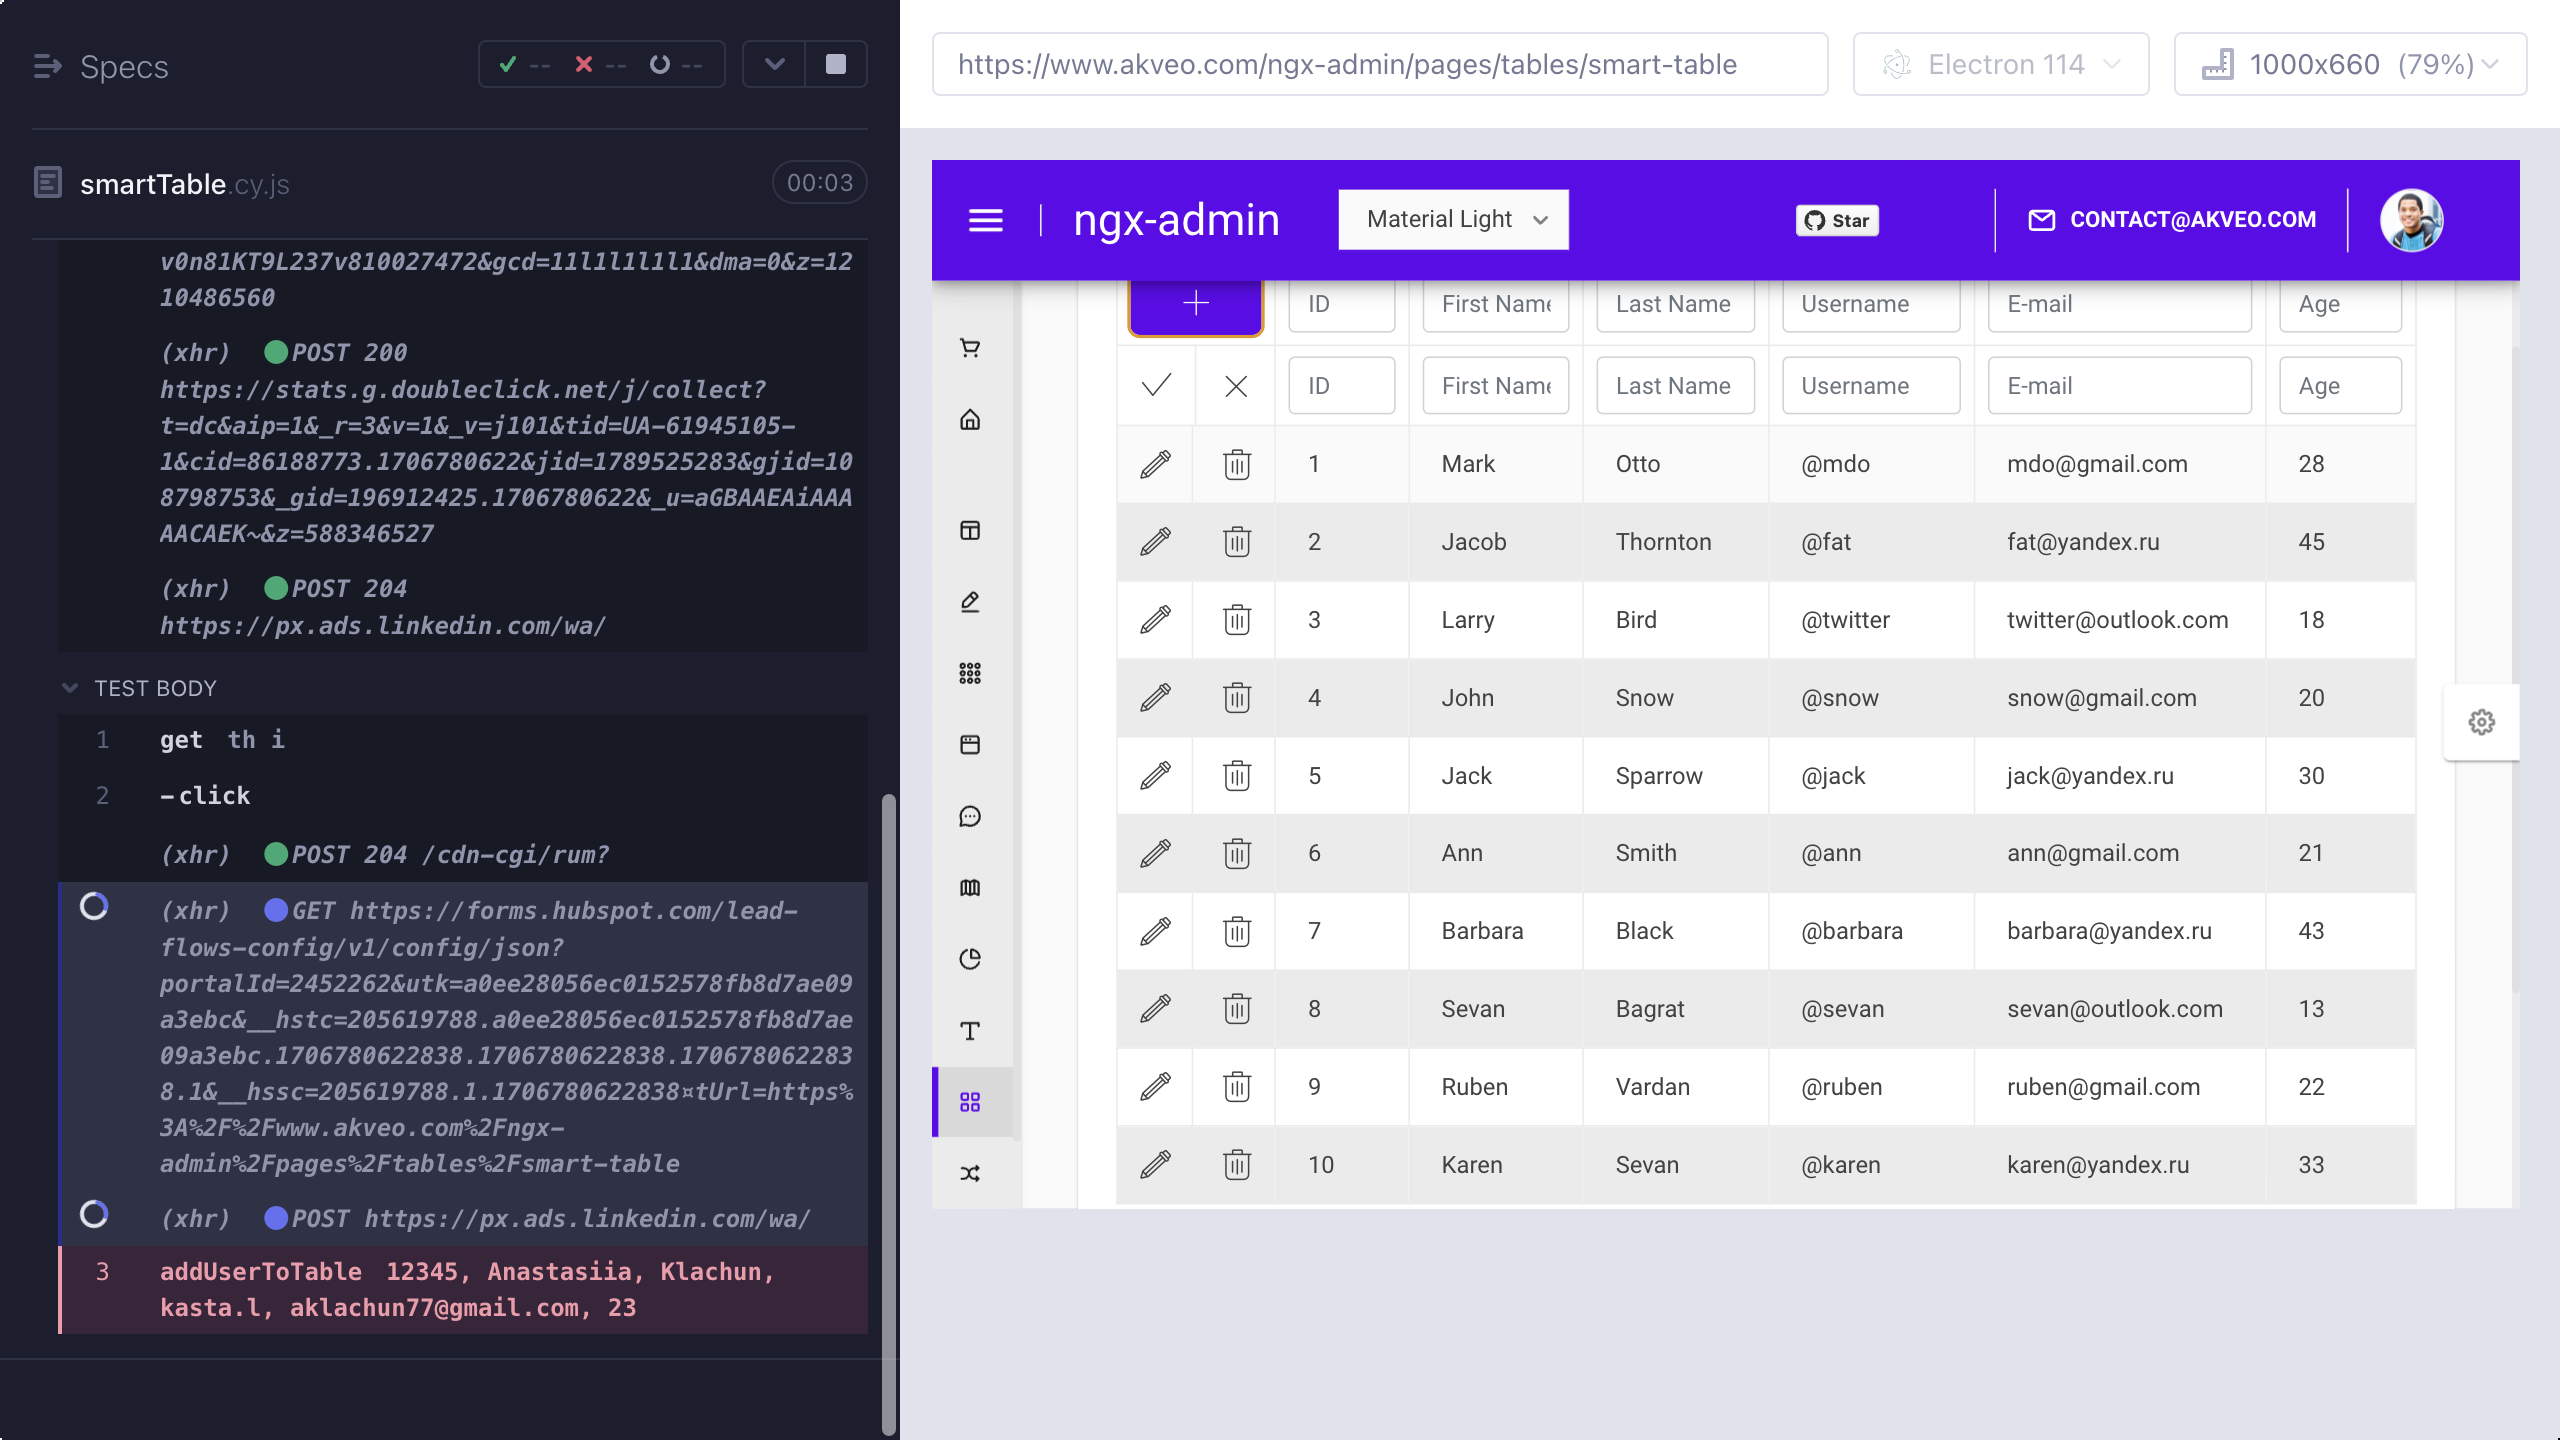 Specs
-- -- --
smartTable.cy.js
00:03
v0n81KT9L237v810027472&gcd=11l1l1l1l1&dma=0&z=12
10486560
(xhr) POST 200
https://stats.g.doubleclick.net/j/collect?
t=dc&aip=1&_r=3&v=1&_v=j101&tid=UA-61945105-
1&cid=86188773.1706780622&jid=1789525283&gjid=10
8798753&_gid=196912425.1706780622&_u=aGBAAEAiAAA
AACAEK~&z=588346527
(xhr) POST 204
https://px.ads.linkedin.com/wa/
TEST BODY
1 get th i
2 -click
(xhr) POST 204 /cdn-cgi/rum?
(xhr) GET https://forms.hubspot.com/lead-
flows-config/v1/config/json?
portalId=2452262&utk=a0ee28056ec0152578fb8d7ae09
a3ebc&__hstc=205619788.a0ee28056ec0152578fb8d7ae
09a3ebc.1706780622838.1706780622838.170678062283
8.1&__hssc=205619788.1.1706780622838¤tUrl=https%
3A%2F%2Fwww.akveo.com%2Fngx-
admin%2Fpages%2Ftables%2Fsmart-table
(xhr) POST https://px.ads.linkedin.com/wa/
3 addUserToTable 12345, Anastasiia, Klachun,
kasta.l, aklachun77@gmail.com, 23
https://www.akveo.com/ngx-admin/pages/tables/smart-table
Electron 114
1000x660 (79%)
ngx-admin
Material Light
Star
CONTACT@AKVEO.COM
ID First Name Last Name Username E-mail Age
ID First Name Last Name Username E-mail Age
1 Mark Otto @mdo mdo@gmail.com 28
2 Jacob Thornton @fat fat@yandex.ru 45
3 Larry Bird @twitter twitter@outlook.com 18
4 John Snow @snow snow@gmail.com 20
5 Jack Sparrow @jack jack@yandex.ru 30
6 Ann Smith @ann ann@gmail.com 21
7 Barbara Black @barbara barbara@yandex.ru 43
8 Sevan Bagrat @sevan sevan@outlook.com 13
9 Ruben Vardan @ruben ruben@gmail.com 22
10 Karen Sevan @karen karen@yandex.ru 33